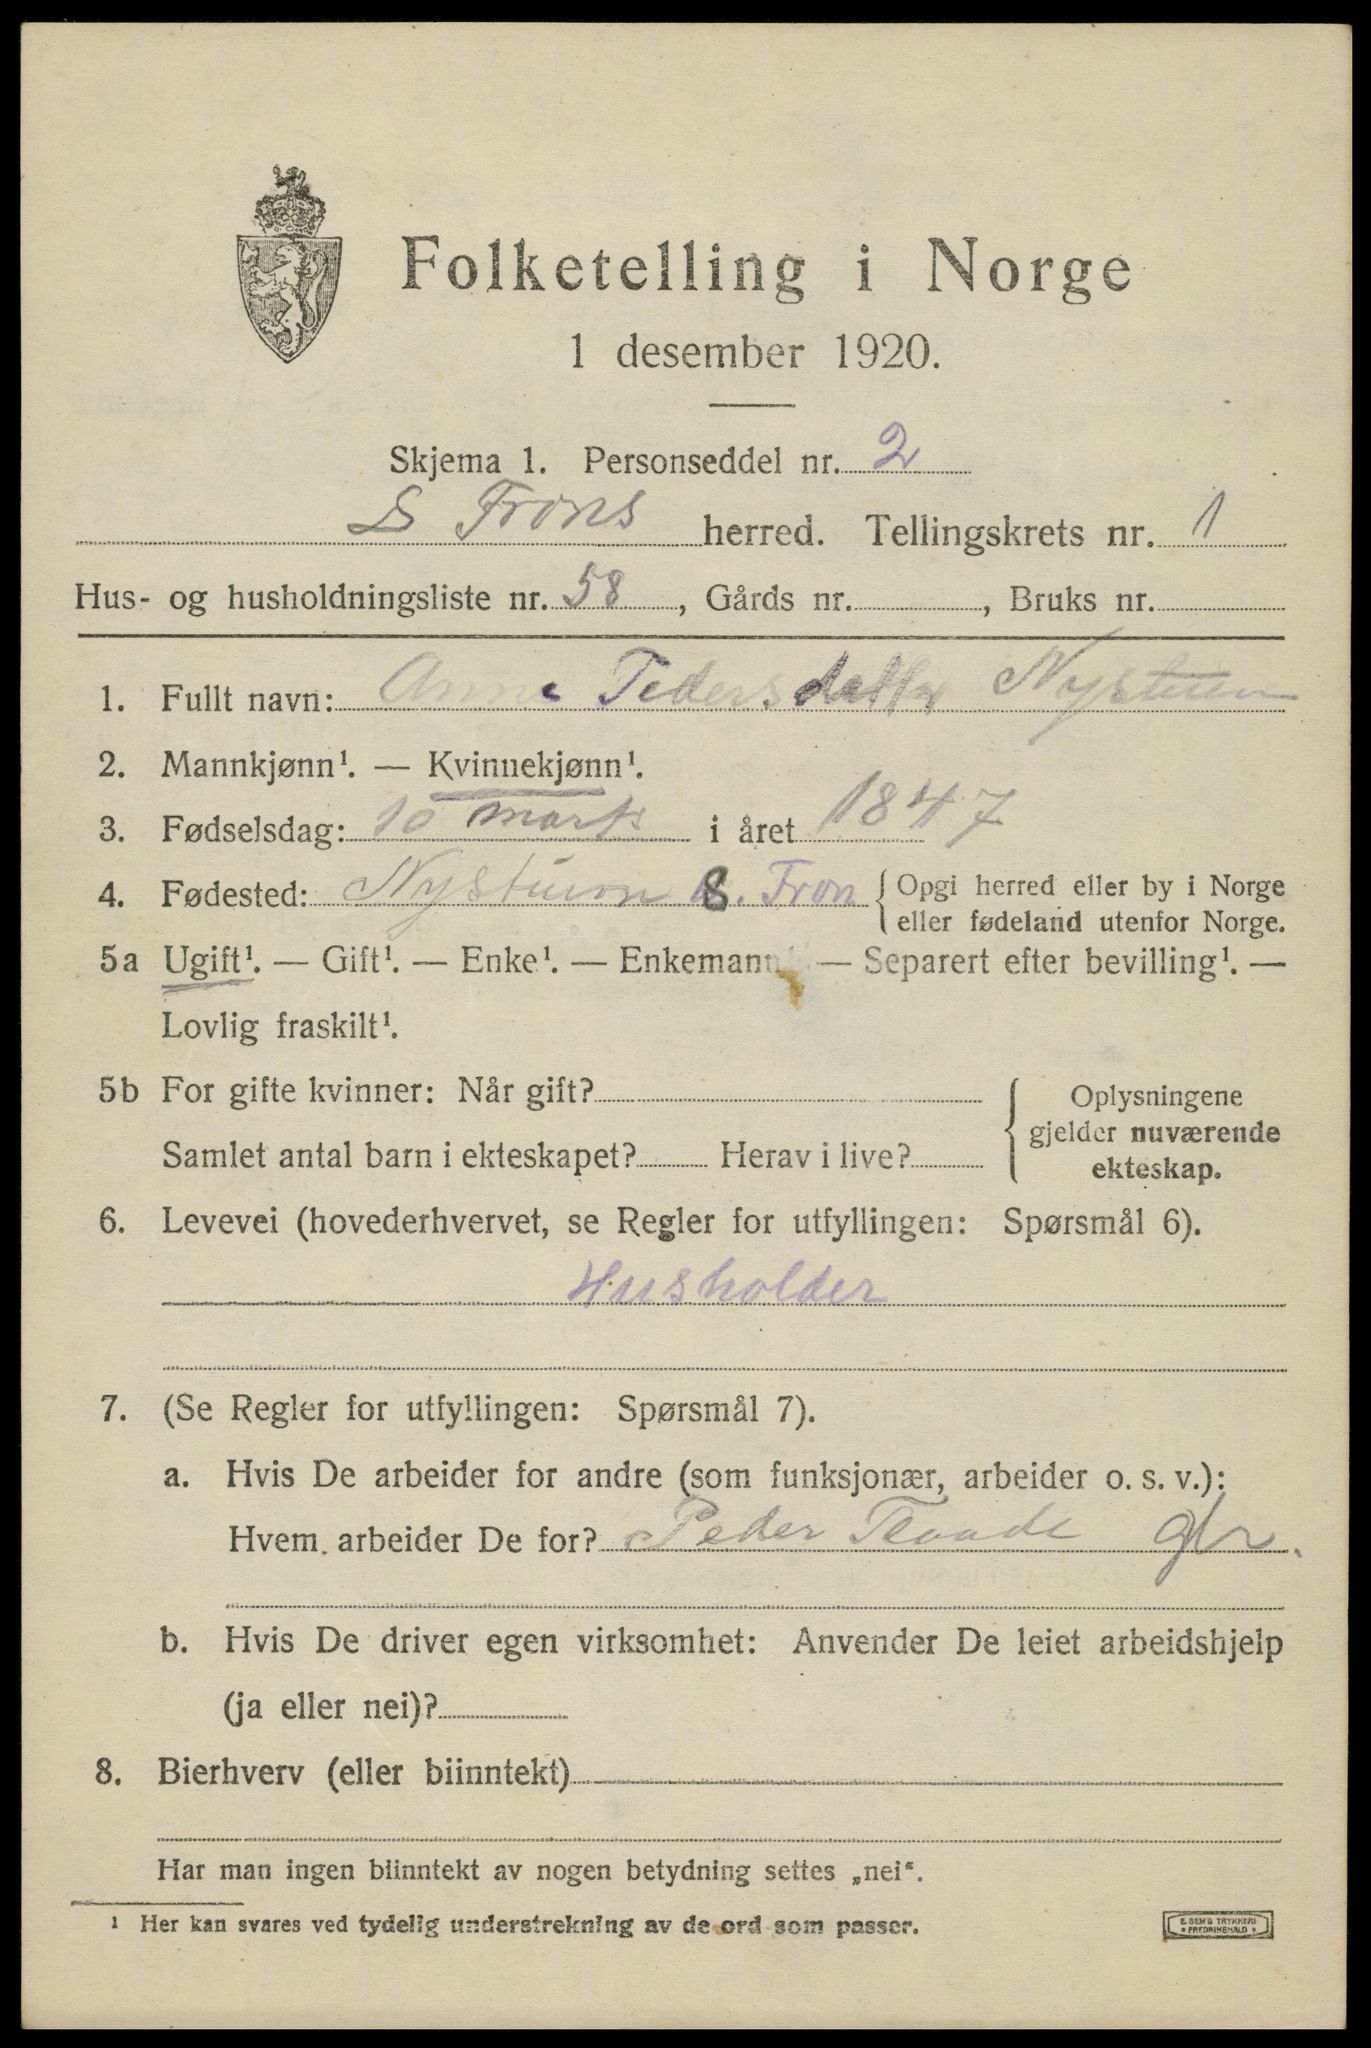 Folketelling i Norge
1 desember 1920.
Skjema 1. Personseddel nr. 2
S Frons herred. Tellingskrets nr. 1
Hus- og husholdningsliste nr. 58, Gårds nr. , Bruks nr.
1. Fullt navn: Anne Pedersdatter Nystuen
2. Mannkjønn¹. — Kvinnekjønn¹.
3. Fødselsdag: 10 marts i året 1847
4. Fødested: Nystuen S. Fron { Opgi herred eller by i Norge
eller fødeland utenfor Norge.
5a Ugift¹. — Gift¹. — Enke¹. — Enkemann — Separert efter bevilling¹. —
Lovlig fraskilt¹.
5b For gifte kvinner: Når gift? { Oplysningene
gjelder nuværende
Samlet antal barn i ekteskapet? Herav i live?
ekteskap.
6. Levevei (hovederhvervet, se Regler for utfyllingen: Spørsmål 6).
Husholder
7. (Se Regler for utfyllingen: Spørsmål 7).
a. Hvis De arbeider for andre (som funksjonær, arbeider o. s. v.):
Hvem arbeider De for? Peder
b. Hvis De driver egen virksomhet: Anvender De leiet arbeidshjelp
(ja eller nei)?
8. Bierhverv (eller biinntekt)
Har man ingen biinntekt av nogen betydning settes „nei“.
¹ Her kan svares ved tydelig understrekning av de ord som passer.
E. SEM'S TRYKKERI
• FREDRIKSHALD •